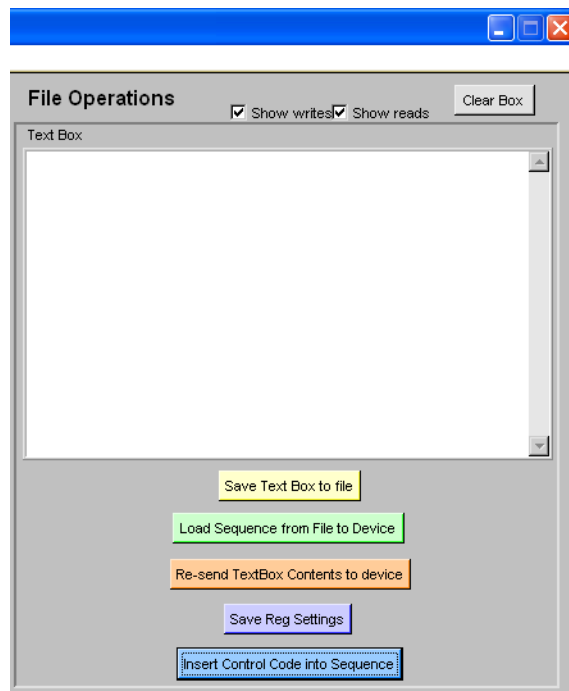 File Operations
Show writes Show reads
Clear Box
Text Box
Save Text Box to file
Load Sequence from File to Device
Re-send TextBox Contents to device
Save Reg Settings
Insert Control Code into Sequence